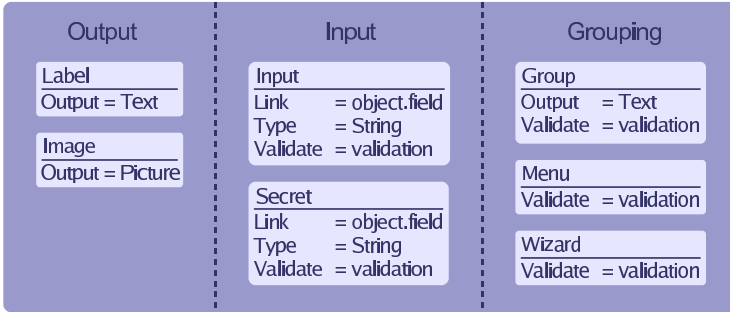 Output
Label
Output = Text
Image
Output = Picture
Input
Input
Link = object.field
Type = String
Validate = validation
Secret
Link = object.field
Type = String
Validate = validation
Grouping
Group
Output = Text
Validate = validation
Menu
Validate = validation
Wizard
Validate = validation